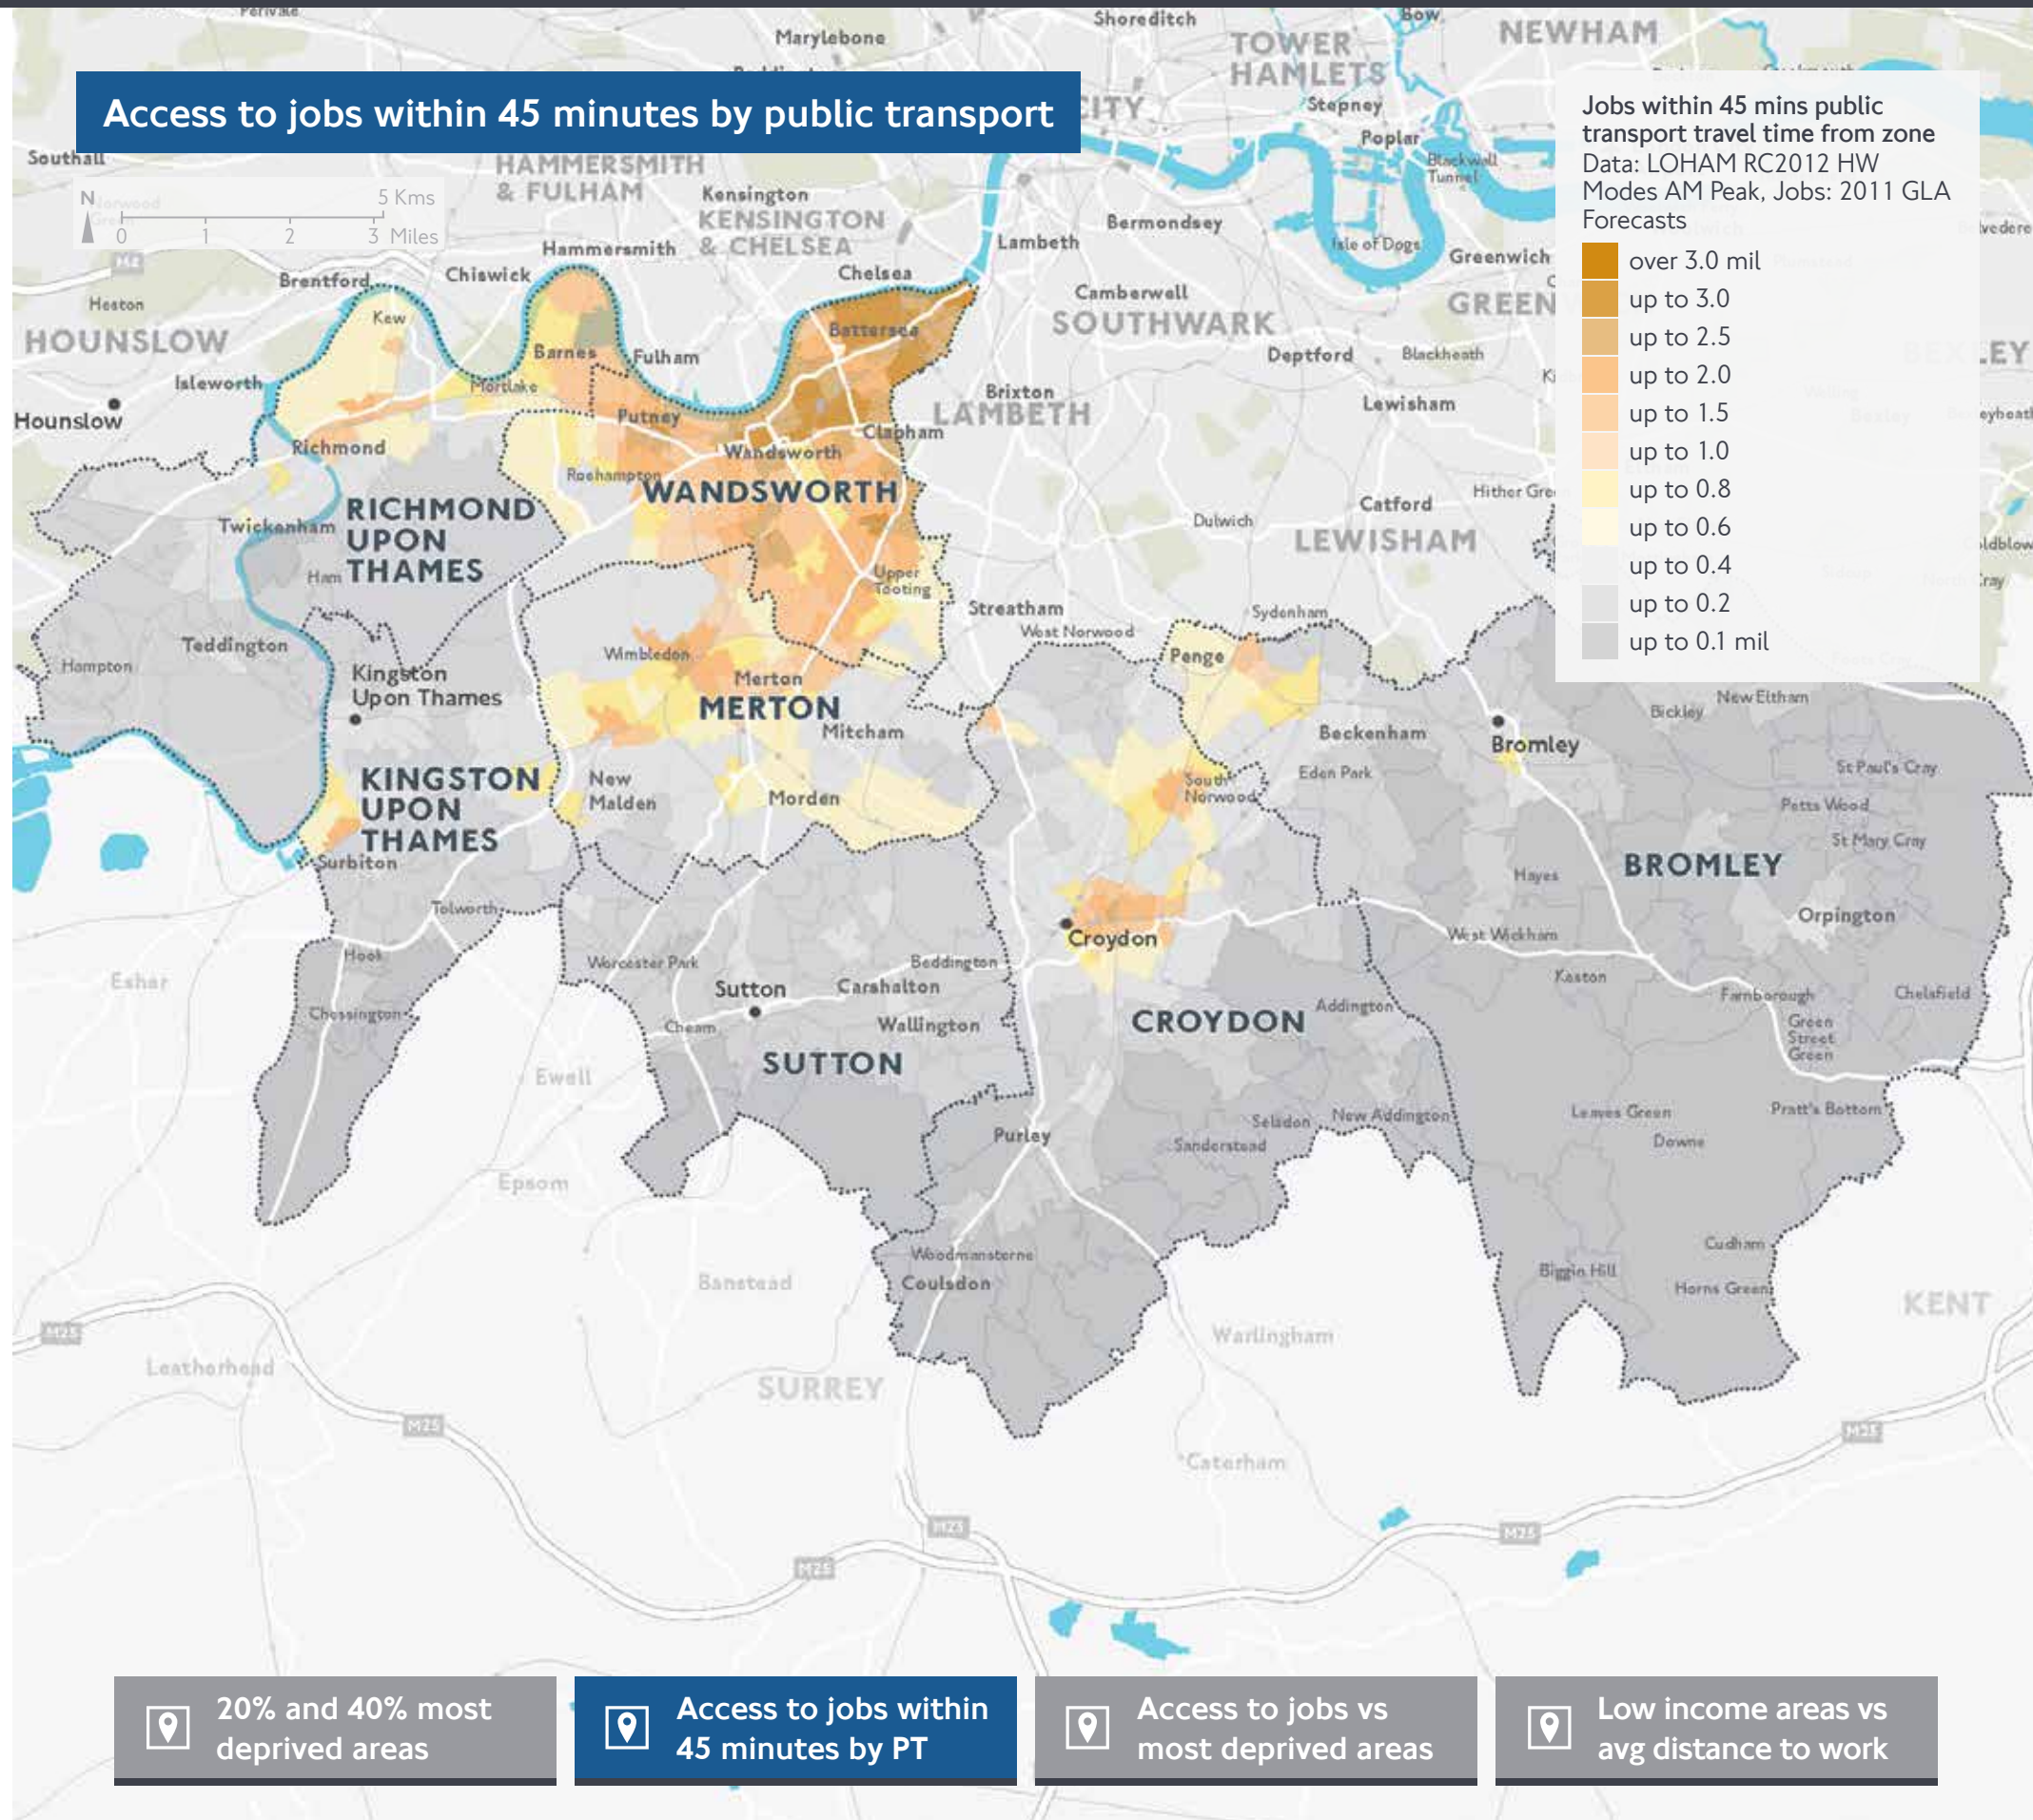 Perivale
Marylebone
Shoreditch
Bow
TOWER
HAMLETS
NEWHAM
Access to jobs within 45 minutes by public transport
CITY
Stepney
Poplar
Blackwall
Tunnel
Southall
HAMMERSMITH
& FULHAM
Kensington
KENSINGTON
& CHELSEA
Bermondsey
Isle of Dogs
Greenwich
Lambeth
N
5 Kms
0 1 2 3 Miles
Norwood
Hammersmith
Chelsea
Chiswick
Brentford
Heston
HOUNSLOW
Kew
Camberwell
SOUTHWARK
GREEN
Battersea
Barnes
Fulham
Deptford
Blackheath
Isleworth
Mortlake
Brixton
LAMBETH
Lewisham
Hounslow
Putney
Clapham
Richmond
Wandsworth
Roehampton
WANDSWORTH
Hither Gre
Catford
Dulwich
LEWISHAM
RICHMOND
UPON
THAMES
Twickenham
Ham
Upper
Tooting
Streatham
West Norwood
Sydenham
Teddington
Hampton
Wimbledon
Penge
Kingston
Upon Thames
Merton
MERTON
Mitcham
Beckenham
Bromley
Bickley
New Eltham
KINGSTON
UPON
THAMES
New
Malden
Morden
South
Norwood
Eden Park
St Paul's Cray
Petts Wood
St Mary Cray
Surbiton
BROMLEY
Hayes
Orpington
Tolworth
Croydon
West Wickham
Hook
Worcester Park
Beddington
Keston
Esher
Sutton
Carshalton
Farnborough
Chelsfield
Chessington
Cheam
Wallington
CROYDON
Addington
Green
Street
Green
SUTTON
Ewell
Leaves Green
Pratt's Bottom
Selsdon
New Addington
Purley
Sanderstead
Downe
Epsom
Cudham
Woodmansterne
Biggin Hill
Banstead
Coulsdon
Horns Green
KENT
M25
Warlingham
Leatherhead
SURREY
M25
M25
Caterham
M23
M25
M25
Jobs within 45 mins public
transport travel time from zone
Data: LOHAM RC2012 HW
Modes AM Peak, Jobs: 2011 GLA
Forecasts
over 3.0 mil
up to 3.0
up to 2.5
up to 2.0
up to 1.5
up to 1.0
up to 0.8
up to 0.6
up to 0.4
up to 0.2
up to 0.1 mil
20% and 40% most
deprived areas
Access to jobs within
45 minutes by PT
Access to jobs vs
most deprived areas
Low income areas vs
avg distance to work